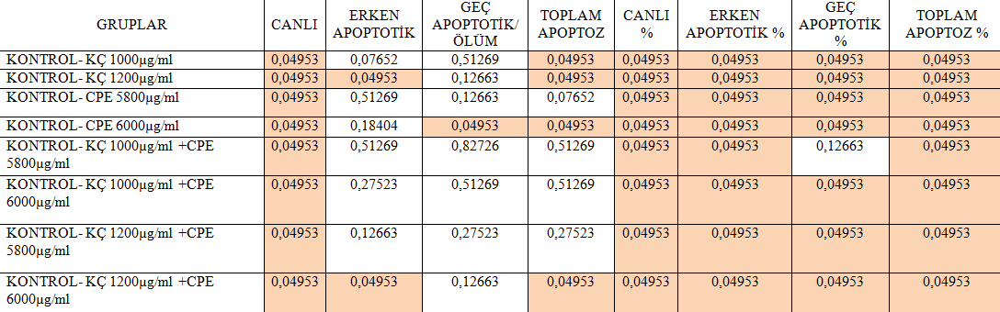 GRUPLAR CANLI ERKEN APOPTOTİK GEÇ APOPTOTİK/ ÖLÜM TOPLAM APOPTOZ CANLI % ERKEN APOPTOTİK % GEÇ APOPTOTİK % TOPLAM APOPTOZ %
KONTROL- KÇ 1000µg/ml 0,04953 0,07652 0,51269 0,04953 0,04953 0,04953 0,04953 0,04953
KONTROL- KÇ 1200µg/ml 0,04953 0,04953 0,12663 0,04953 0,04953 0,04953 0,04953 0,04953
KONTROL- CPE 5800µg/ml 0,04953 0,51269 0,12663 0,07652 0,04953 0,04953 0,04953 0,04953
KONTROL- CPE 6000µg/ml 0,04953 0,18404 0,04953 0,04953 0,04953 0,04953 0,04953 0,04953
KONTROL- KÇ 1000µg/ml +CPE 0,04953 0,51269 0,82726 0,51269 0,04953 0,04953 0,12663 0,04953
5800µg/ml
KONTROL- KÇ 1000µg/ml +CPE 0,04953 0,27523 0,51269 0,51269 0,04953 0,04953 0,04953 0,04953
6000µg/ml
KONTROL- KÇ 1200µg/ml +CPE 0,04953 0,12663 0,27523 0,27523 0,04953 0,04953 0,04953 0,04953
5800µg/ml
KONTROL- KÇ 1200µg/ml +CPE 0,04953 0,04953 0,12663 0,04953 0,04953 0,04953 0,04953 0,04953
6000µg/ml